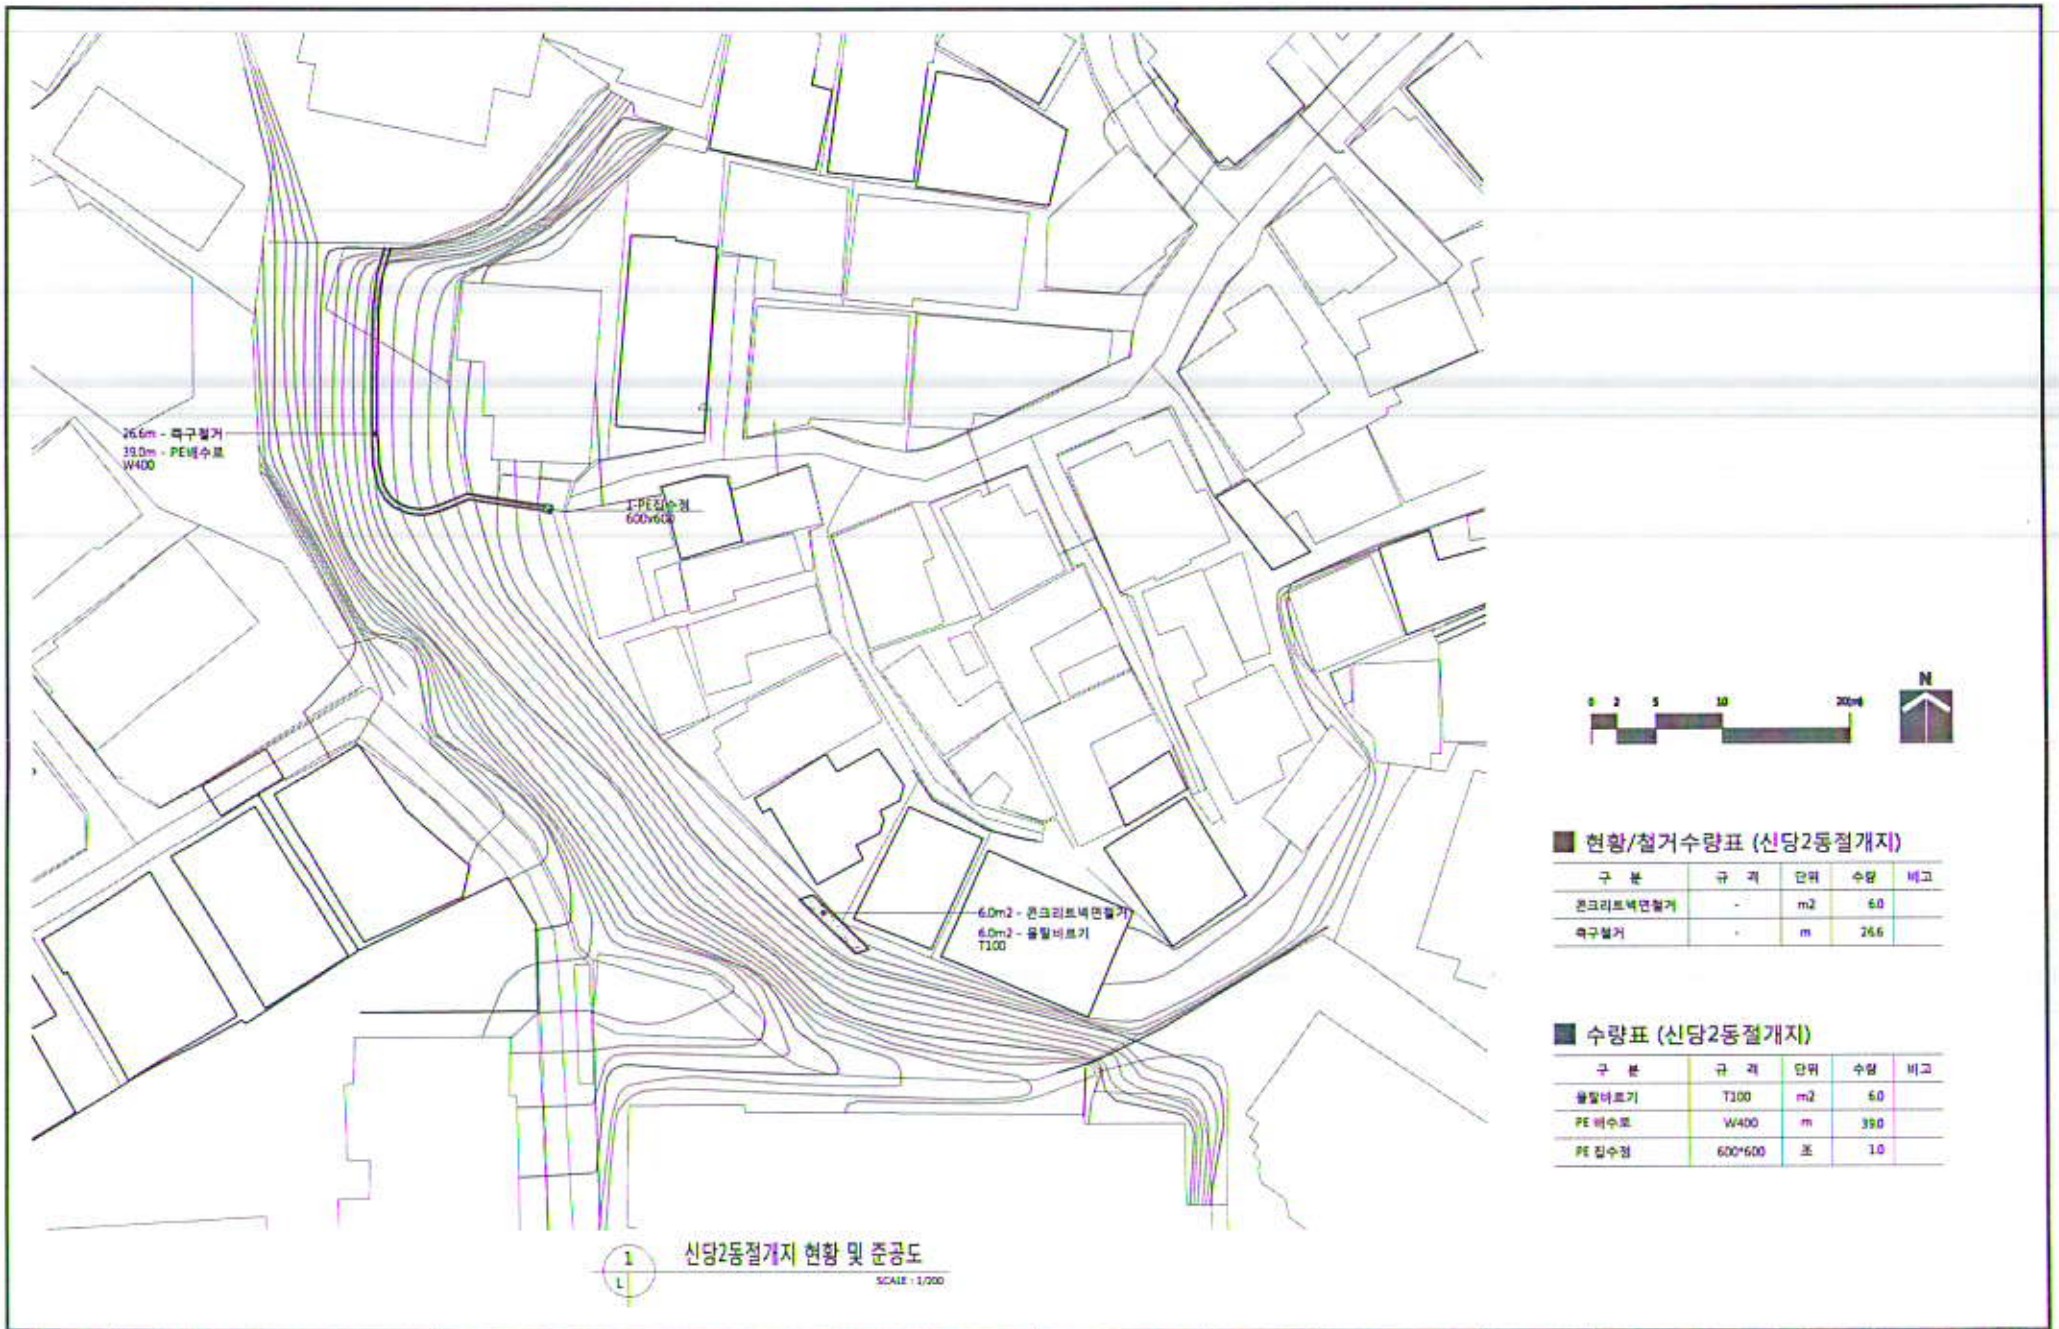 26.6m - 측구철거
39.0m - PE배수로
W400
1-PE집수정
600x600
6.0m2 - 콘크리트벽면철거
6.0m2 - 몰탈바르기
T100
0 2 5 10 20(m)
N
현황/철거수량표 (신당2동절개지)
구 분 규 격 단위 수량 비고
콘크리트벽면철거 - m2 6.0
측구철거 - m 26.6
수량표 (신당2동절개지)
구 분 규 격 단위 수량 비고
몰탈바르기 T100 m2 6.0
PE 배수로 W400 m 39.0
PE 집수정 600*600 조 1.0
1
L
신당2동절개지 현황 및 준공도
SCALE : 1/200